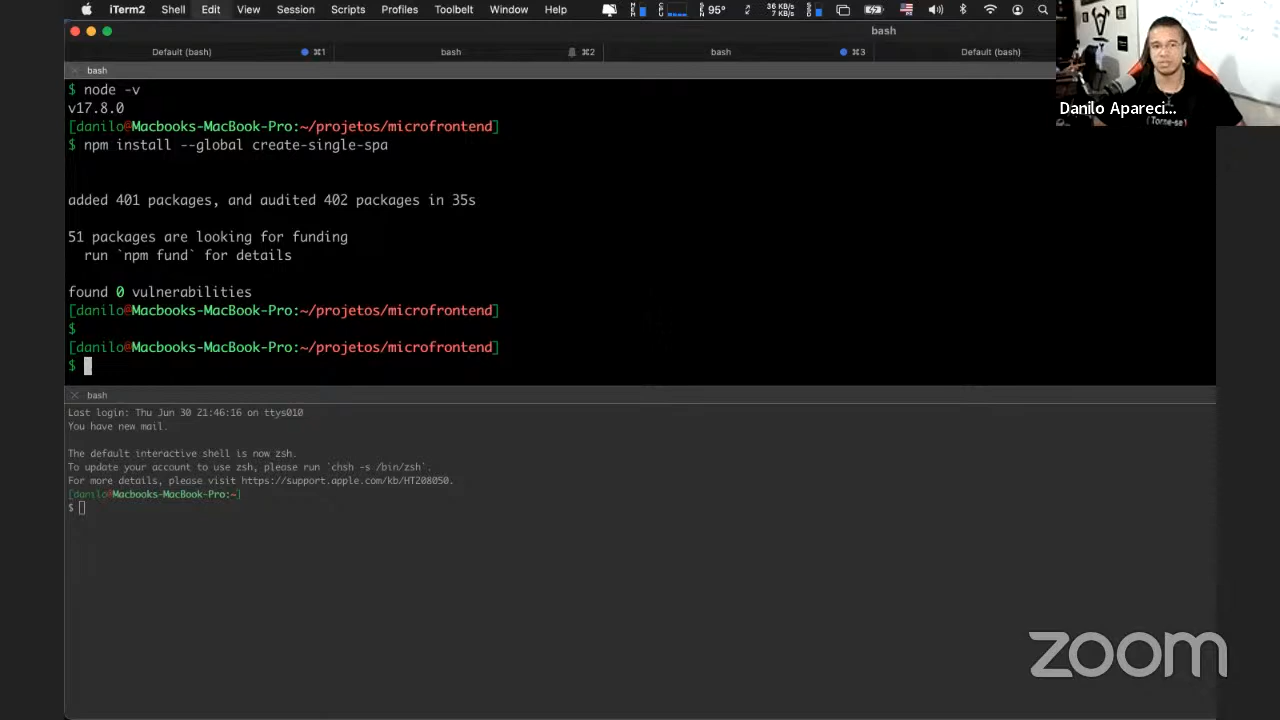 iTerm2 Shell Edit View Session Scripts Profiles Toolbelt Window Help 95° 36 KB/s 7 KB/s
bash
Default (bash) ⌘1 bash ⌘2 bash ⌘3 Default (bash)
bash
$ node -v
v17.8.0
[danilo@Macbooks-MacBook-Pro:~/projetos/microfrontend]
$ npm install --global create-single-spa
added 401 packages, and audited 402 packages in 35s
51 packages are looking for funding
run `npm fund` for details
found 0 vulnerabilities
[danilo@Macbooks-MacBook-Pro:~/projetos/microfrontend]
$
[danilo@Macbooks-MacBook-Pro:~/projetos/microfrontend]
$
bash
Last login: Thu Jun 30 21:46:16 on ttys010
You have new mail.
The default interactive shell is now zsh.
To update your account to use zsh, please run `chsh -s /bin/zsh`.
For more details, please visit https://support.apple.com/kb/HT208050.
[danilo@Macbooks-MacBook-Pro:~]
$
Danilo Apareci...
zoom